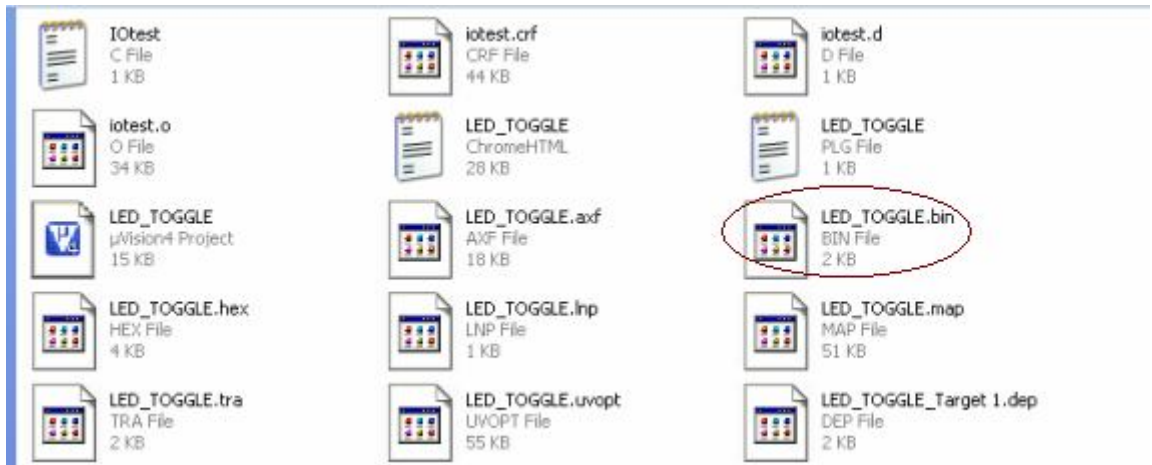 IOtest
C File
1 KB
iotest.crf
CRF File
44 KB
iotest.d
D File
1 KB
iotest.o
O File
34 KB
LED_TOGGLE
ChromeHTML
28 KB
LED_TOGGLE
PLG File
1 KB
LED_TOGGLE
µVision4 Project
15 KB
LED_TOGGLE.axf
AXF File
18 KB
LED_TOGGLE.bin
BIN File
2 KB
LED_TOGGLE.hex
HEX File
4 KB
LED_TOGGLE.lnp
LNP File
1 KB
LED_TOGGLE.map
MAP File
51 KB
LED_TOGGLE.tra
TRA File
2 KB
LED_TOGGLE.uvopt
UVOPT File
55 KB
LED_TOGGLE_Target 1.dep
DEP File
2 KB